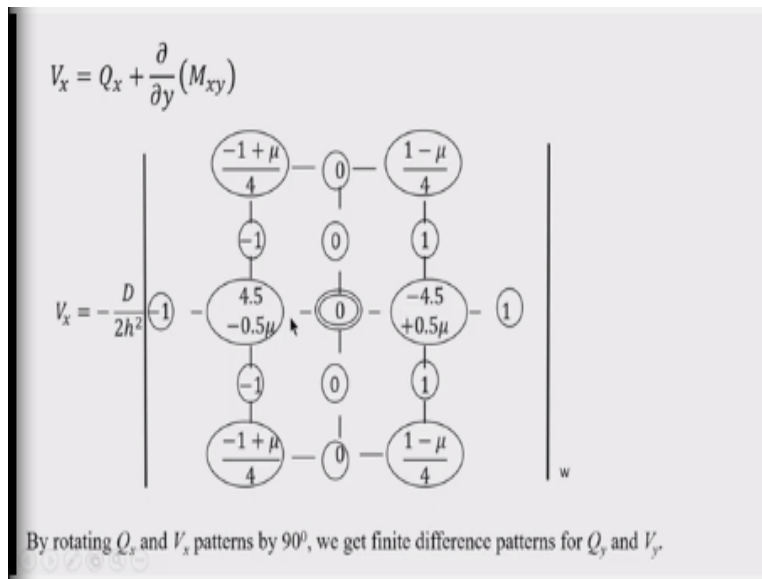 V_x = Q_x + ∂/∂y (M_xy)
(-1 + μ)/4 0 (1 - μ)/4
-1 0 1
V_x = - D/2h² -1 4.5 -0.5μ 0 -4.5 +0.5μ 1
-1 0 1
(-1 + μ)/4 0 (1 - μ)/4
w
By rotating Q_x and V_x patterns by 90⁰, we get finite difference patterns for Q_y and V_y.